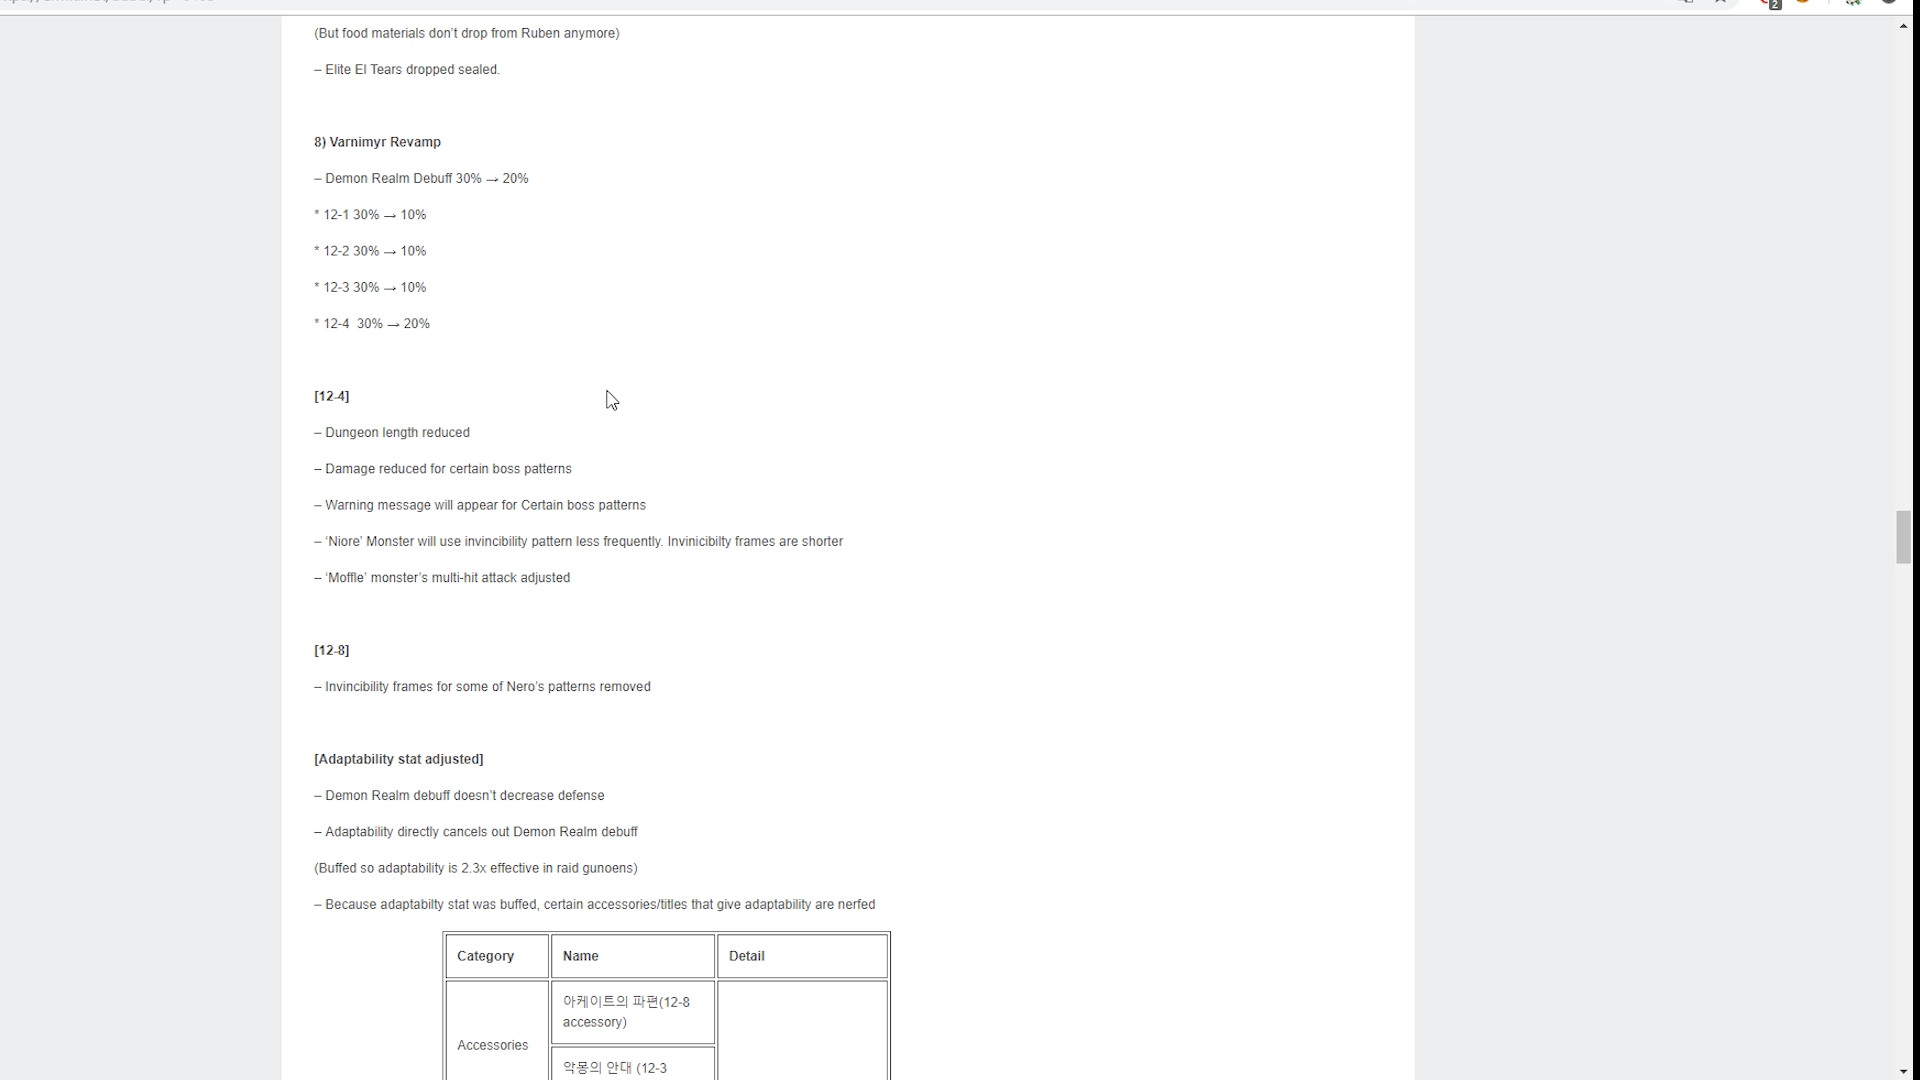 (But food materials don't drop from Ruben anymore)
– Elite El Tears dropped sealed.
8) Varnimyr Revamp
– Demon Realm Debuff 30% → 20%
* 12-1 30% → 10%
* 12-2 30% → 10%
* 12-3 30% → 10%
* 12-4  30% → 20%
[12-4]
– Dungeon length reduced
– Damage reduced for certain boss patterns
– Warning message will appear for Certain boss patterns
– ‘Niore’ Monster will use invincibility pattern less frequently. Invinicibilty frames are shorter
– ‘Moffle’ monster’s multi-hit attack adjusted
[12-8]
– Invincibility frames for some of Nero’s patterns removed
[Adaptability stat adjusted]
– Demon Realm debuff doesn’t decrease defense
– Adaptability directly cancels out Demon Realm debuff
(Buffed so adaptability is 2.3x effective in raid gunoens)
– Because adaptabilty stat was buffed, certain accessories/titles that give adaptability are nerfed
Category Name Detail
아케이트의 파편(12-8
accessory)
Accessories
악몽의 안대 (12-3
2